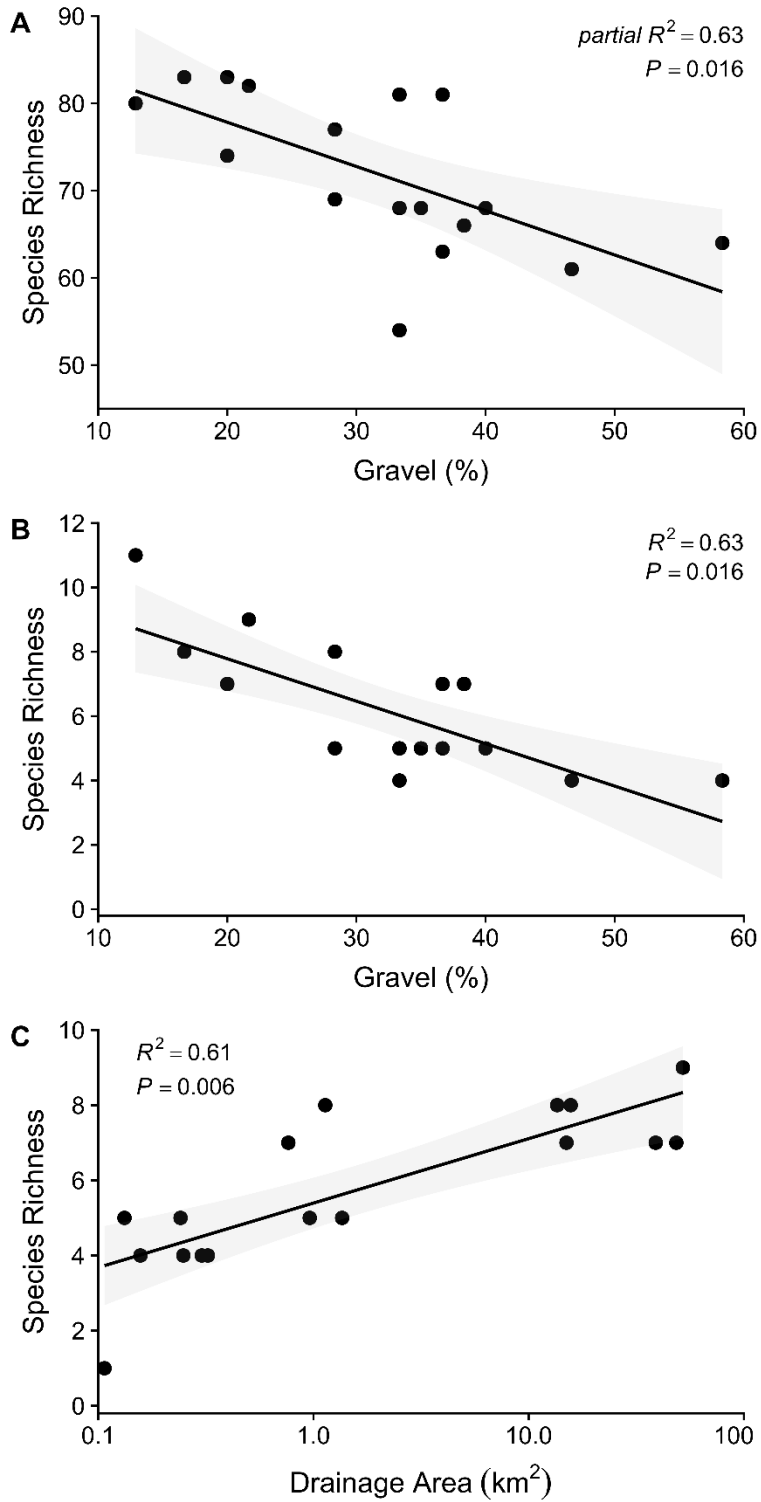 A
partial R² = 0.63
P = 0.016
Species Richness
90
80
70
60
50
10 20 30 40 50 60
Gravel (%)
B
R² = 0.63
P = 0.016
Species Richness
12
10
8
6
4
2
0
10 20 30 40 50 60
Gravel (%)
C
R² = 0.61
P = 0.006
Species Richness
10
8
6
4
2
0
0.1 1.0 10.0 100
Drainage Area (km²)